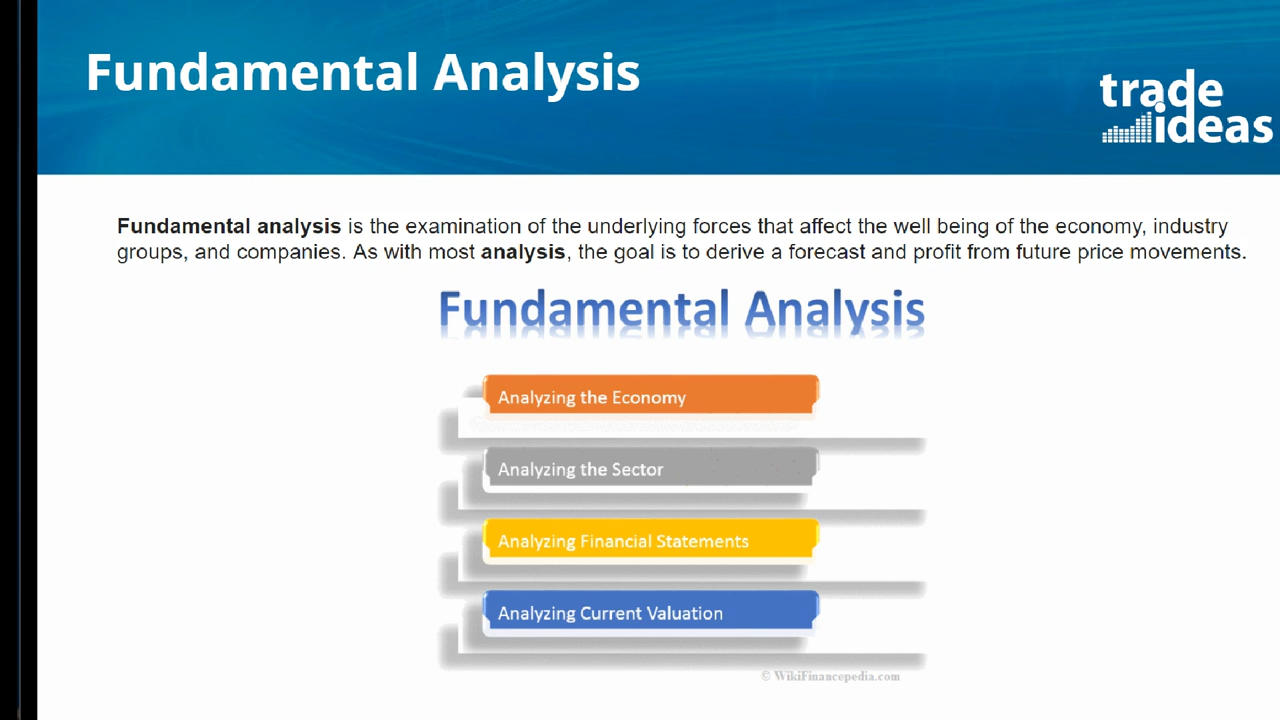 Fundamental Analysis
trade
ideas
Fundamental analysis is the examination of the underlying forces that affect the well being of the economy, industry
groups, and companies. As with most analysis, the goal is to derive a forecast and profit from future price movements.
Fundamental Analysis
Analyzing the Economy
Analyzing the Sector
Analyzing Financial Statements
Analyzing Current Valuation
© WikiFinancepedia.com